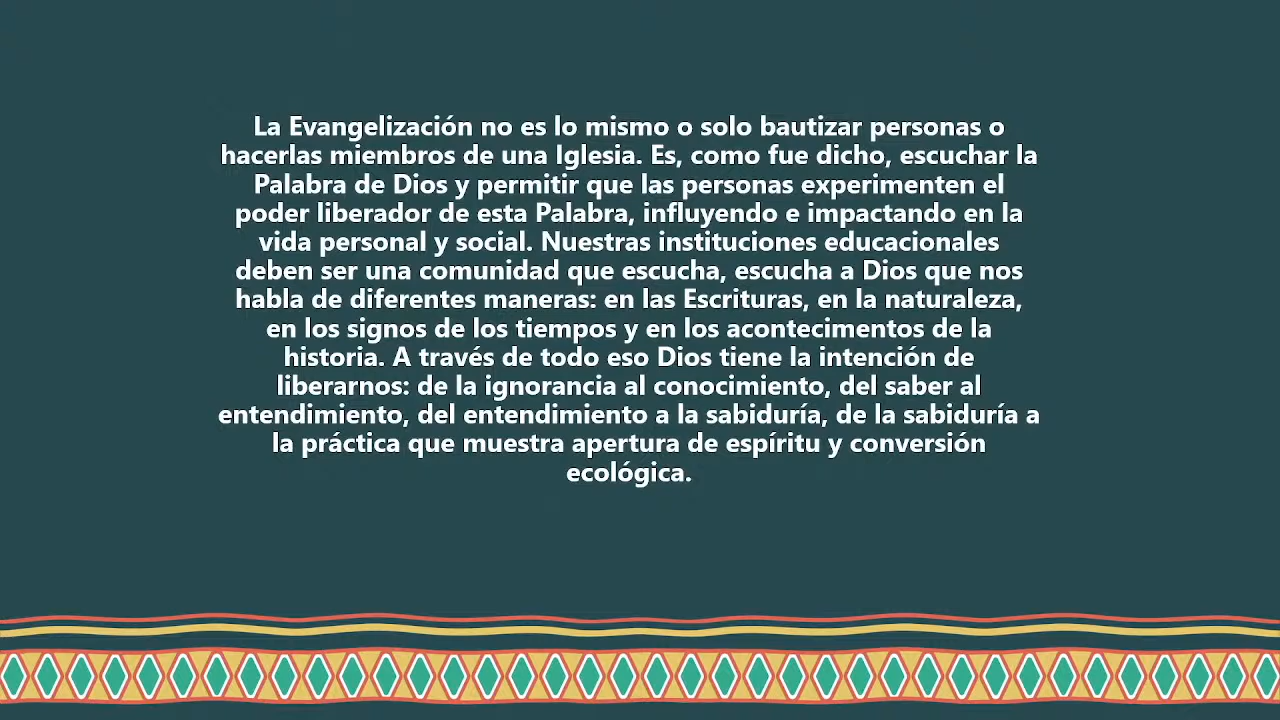 La Evangelización no es lo mismo o solo bautizar personas o
hacerlas miembros de una Iglesia. Es, como fue dicho, escuchar la
Palabra de Dios y permitir que las personas experimenten el
poder liberador de esta Palabra, influyendo e impactando en la
vida personal y social. Nuestras instituciones educacionales
deben ser una comunidad que escucha, escucha a Dios que nos
habla de diferentes maneras: en las Escrituras, en la naturaleza,
en los signos de los tiempos y en los acontecimentos de la
historia. A través de todo eso Dios tiene la intención de
liberarnos: de la ignorancia al conocimiento, del saber al
entendimiento, del entendimiento a la sabiduría, de la sabiduría a
la práctica que muestra apertura de espíritu y conversión
ecológica.